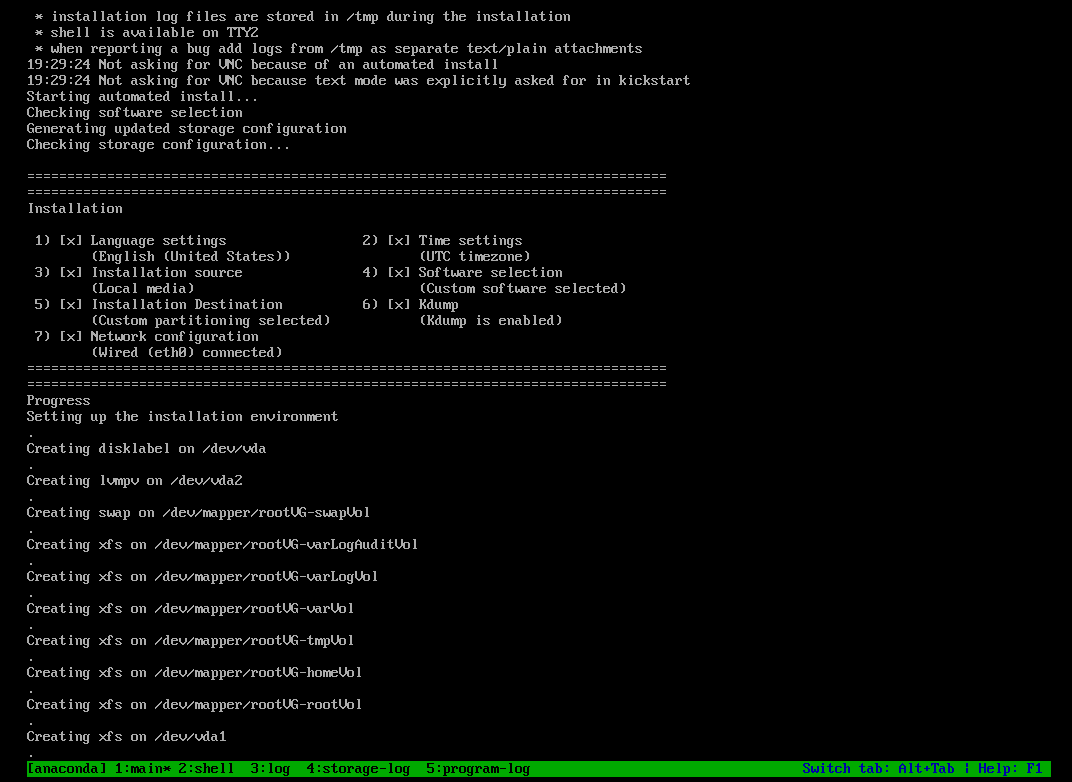 * installation log files are stored in /tmp during the installation
* shell is available on TTY2
* when reporting a bug add logs from /tmp as separate text/plain attachments
19:29:24 Not asking for VNC because of an automated install
19:29:24 Not asking for VNC because text mode was explicitly asked for in kickstart
Starting automated install...
Checking software selection
Generating updated storage configuration
Checking storage configuration...
================================================================================
================================================================================
Installation
1) [x] Language settings                 2) [x] Time settings
(English (United States))                (UTC timezone)
3) [x] Installation source               4) [x] Software selection
(Local media)                            (Custom software selected)
5) [x] Installation Destination          6) [x] Kdump
(Custom partitioning selected)           (Kdump is enabled)
7) [x] Network configuration
(Wired (eth0) connected)
================================================================================
================================================================================
Progress
Setting up the installation environment
.
Creating disklabel on /dev/vda
.
Creating lvmpv on /dev/vda2
.
Creating swap on /dev/mapper/rootVG-swapVol
.
Creating xfs on /dev/mapper/rootVG-varLogAuditVol
.
Creating xfs on /dev/mapper/rootVG-varLogVol
.
Creating xfs on /dev/mapper/rootVG-varVol
.
Creating xfs on /dev/mapper/rootVG-tmpVol
.
Creating xfs on /dev/mapper/rootVG-homeVol
.
Creating xfs on /dev/mapper/rootVG-rootVol
.
Creating xfs on /dev/vda1
.
[anaconda] 1:main* 2:shell  3:log  4:storage-log  5:program-log  Switch tab: Alt+Tab | Help: F1